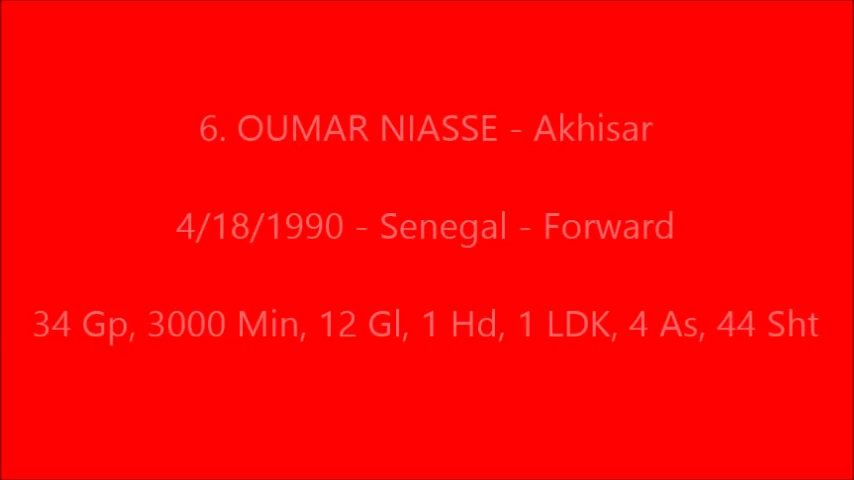 6. OUMAR NIASSE - Akhisar
4/18/1990 - Senegal - Forward
34 Gp, 3000 Min, 12 Gl, 1 Hd, 1 LDK, 4 As, 44 Sht